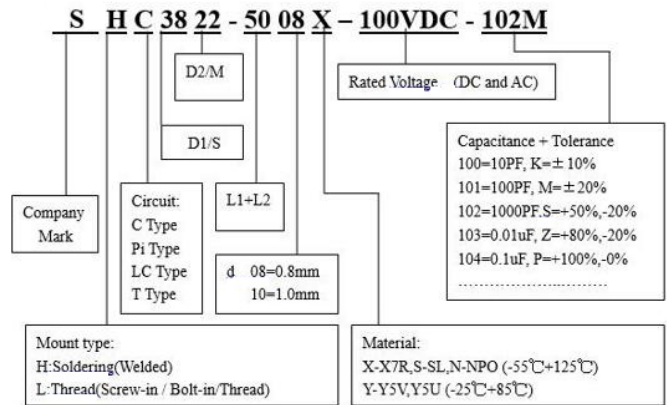 S H C 38 22 - 50 08 X – 100VDC - 102M
D2/M
Rated Voltage (DC and AC)
D1/S
Capacitance + Tolerance
100=10PF, K=±10%
101=100PF, M=±20%
102=1000PF.S=+50%,-20%
103=0.01uF, Z=+80%,-20%
104=0.1uF, P=+100%,-0%
…………………………
Company
Mark
Circuit:
C Type
Pi Type
LC Type
T Type
L1+L2
d 08=0.8mm
10=1.0mm
Mount type:
H:Soldering(Welded)
L:Thread(Screw-in / Bolt-in/Thread)
Material:
X-X7R,S-SL,N-NPO (-55℃+125℃)
Y-Y5V,Y5U (-25℃+85℃)